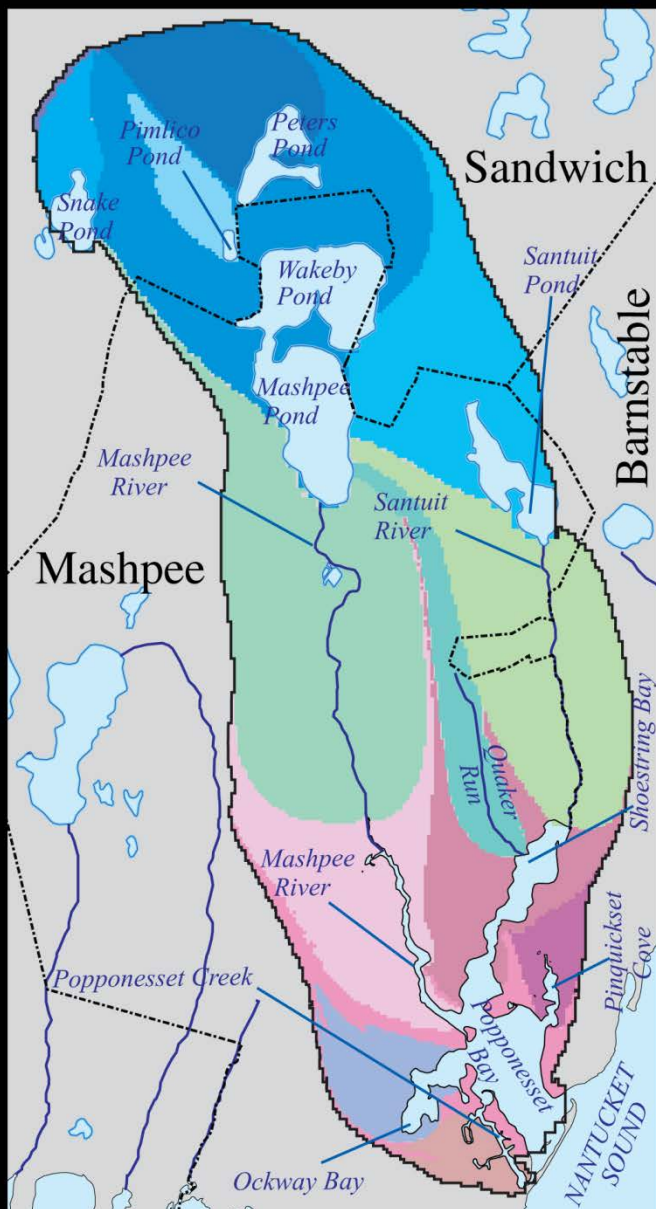 Pimlico
Pond
Peters
Pond
Sandwich
Snake
Pond
Wakeby
Pond
Santuit
Pond
Barnstable
Mashpee
Pond
Mashpee
River
Santuit
River
Mashpee
Shoestring Bay
Quaker
Run
Mashpee
River
Pinquickset
Cove
Popponesset Creek
Popponesset
Bay
NANTUCKET
SOUND
Ockway Bay